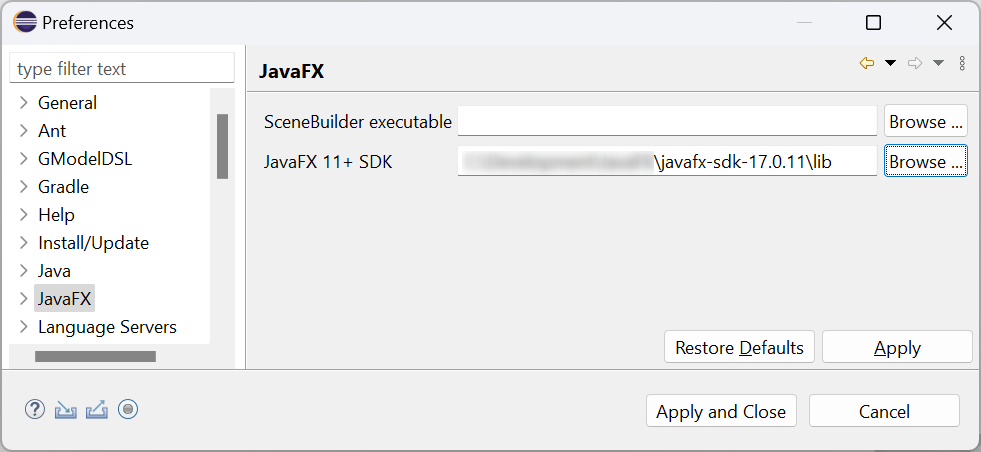 Preferences
type filter text
General
Ant
GModelDSL
Gradle
Help
Install/Update
Java
JavaFX
Language Servers
JavaFX
SceneBuilder executable
Browse ...
JavaFX 11+ SDK
\javafx-sdk-17.0.11\lib
Browse ...
Restore Defaults
Apply
?
Apply and Close
Cancel